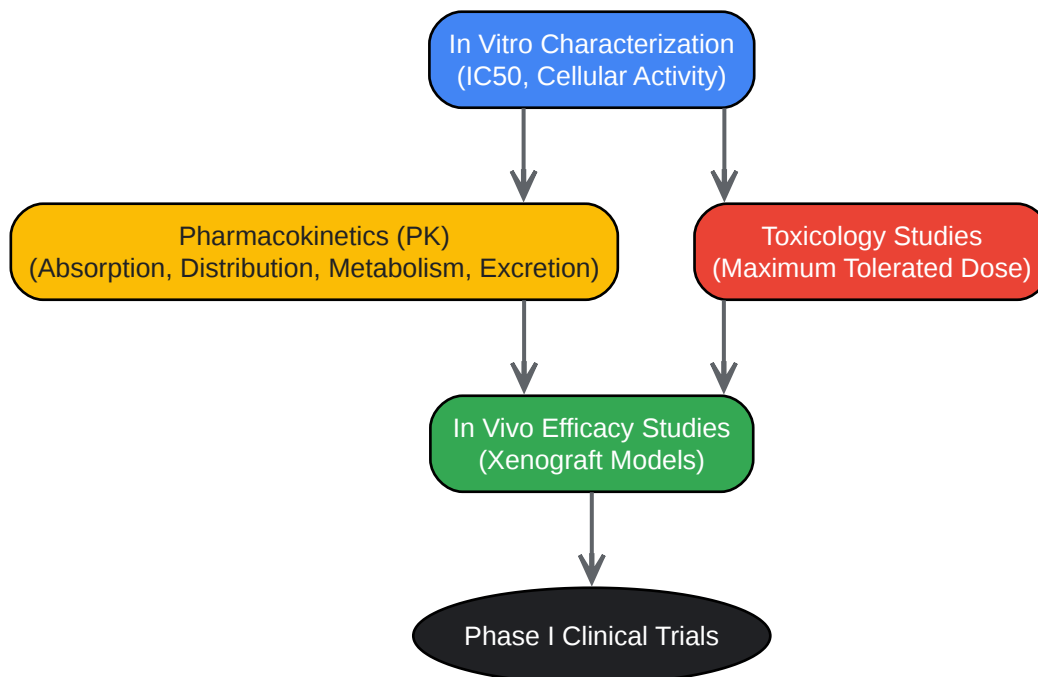 In Vitro Characterization
(IC50, Cellular Activity)
Pharmacokinetics (PK)
(Absorption, Distribution, Metabolism, Excretion)
Toxicology Studies
(Maximum Tolerated Dose)
In Vivo Efficacy Studies
(Xenograft Models)
Phase I Clinical Trials